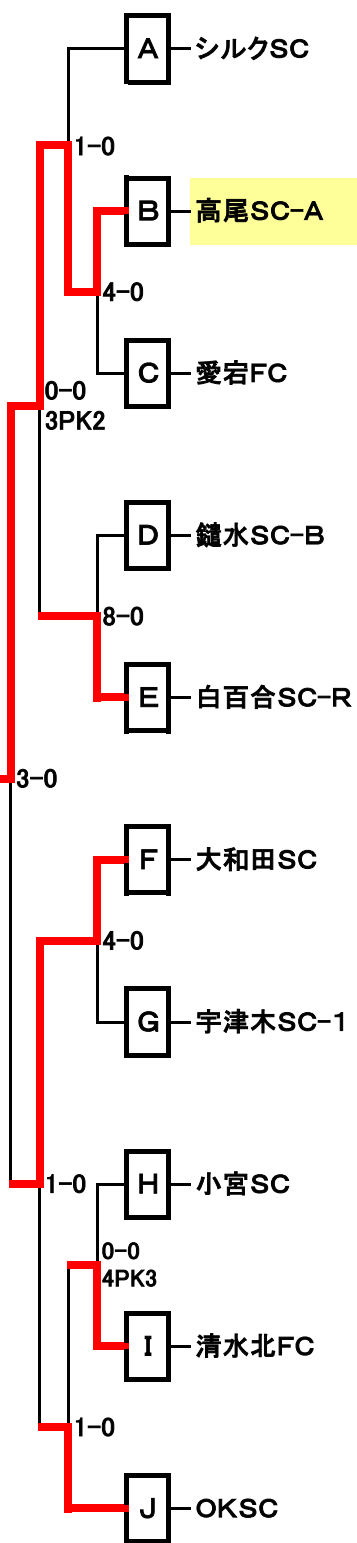 A シルクSC
1-0
B 高尾SC-A
4-0
C 愛宕FC
0-0
3PK2
D 鑓水SC-B
8-0
E 白百合SC-R
3-0
F 大和田SC
4-0
G 宇津木SC-1
1-0
H 小宮SC
0-0
4PK3
I 清水北FC
1-0
J OKSC